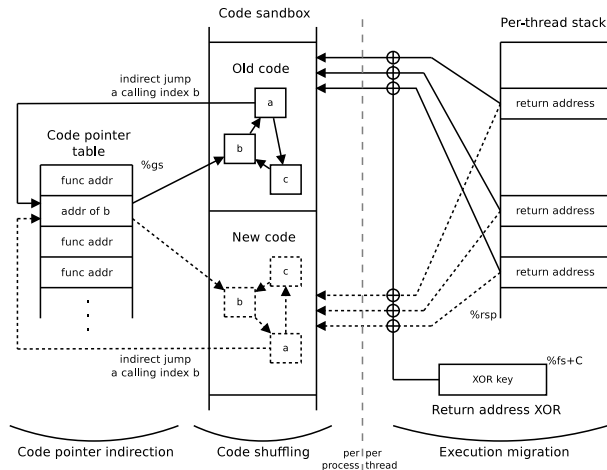 Code sandbox
Per-thread stack
Old code
indirect jump
a calling index b
a
return address
Code pointer
table
%gs
b
func addr
c
addr of b
return address
New code
func addr
c
func addr
return address
b
%rsp
a
indirect jump
a calling index b
%fs+C
XOR key
Return address XOR
Code pointer indirection
Code shuffling
per
process
per
thread
Execution migration